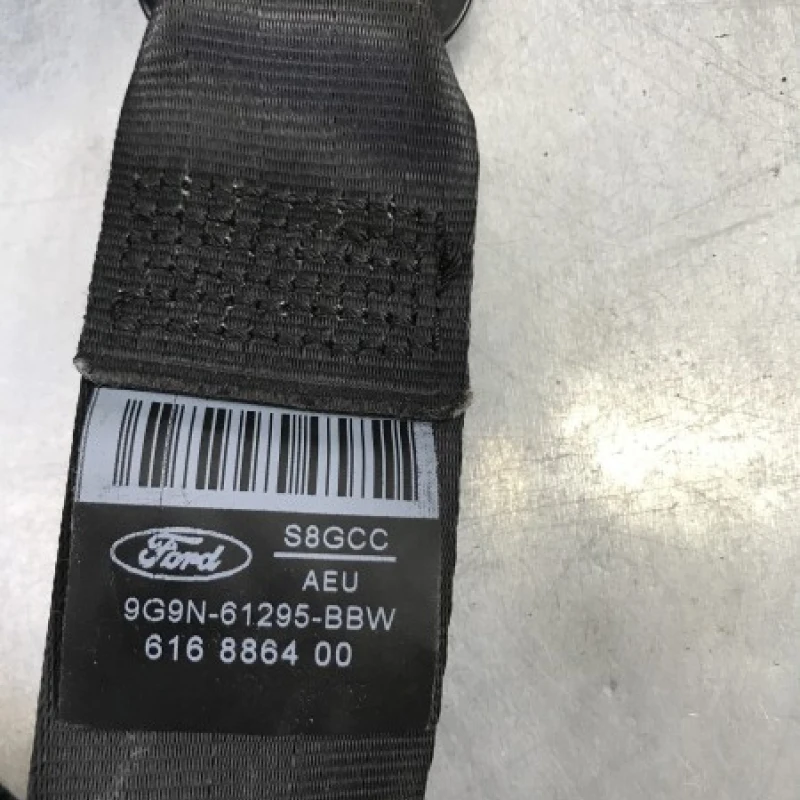 Ford
S8GCC
AEU
9G9N-61295-BBW
616 8864 00